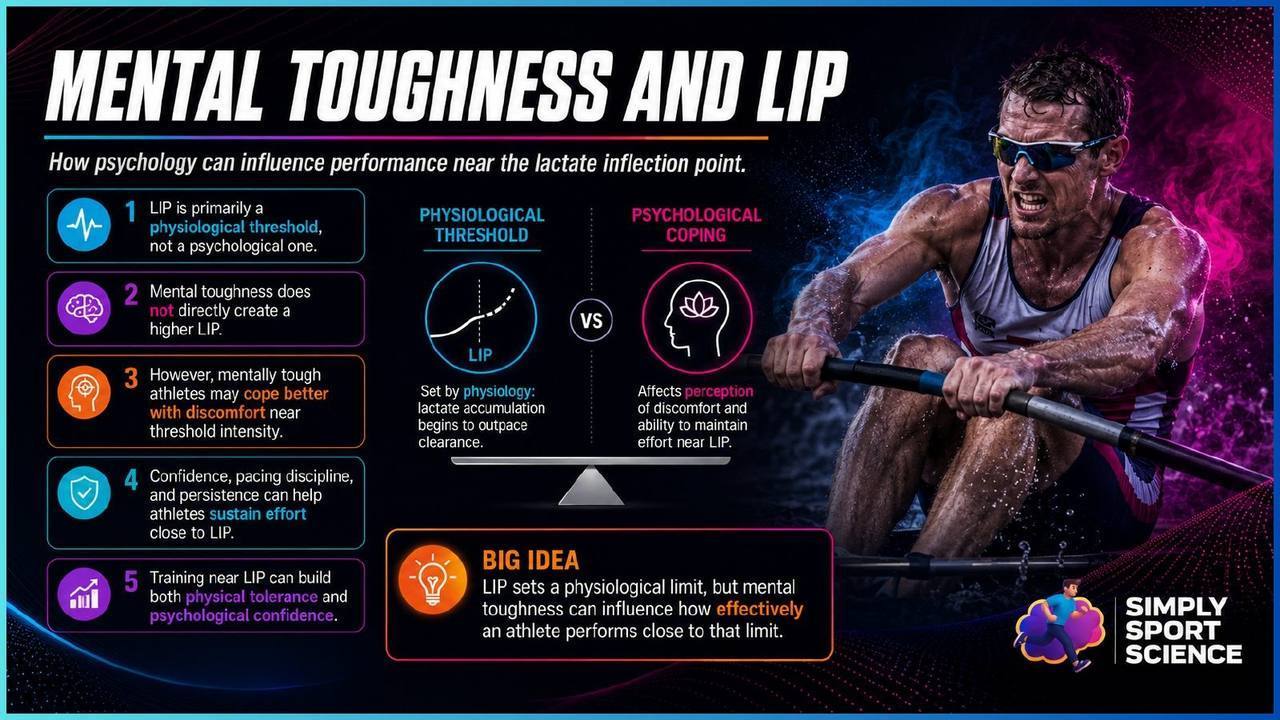 MENTAL TOUGHNESS AND LIP
How psychology can influence performance near the lactate inflection point.
1
LIP is primarily a
physiological threshold,
not a psychological one.
2
Mental toughness does
not directly create a
higher LIP.
3
However, mentally tough
athletes may cope better
with discomfort near
threshold intensity.
4
Confidence, pacing discipline,
and persistence can help
athletes sustain effort
close to LIP.
5
Training near LIP can build
both physical tolerance and
psychological confidence.
PHYSIOLOGICAL
THRESHOLD
LIP
Set by physiology:
lactate accumulation
begins to outpace
clearance.
VS
PSYCHOLOGICAL
COPING
Affects perception
of discomfort and
ability to maintain
effort near LIP.
BIG IDEA
LIP sets a physiological limit, but mental
toughness can influence how effectively
an athlete performs close to that limit.
SIMPLY
SPORT
SCIENCE